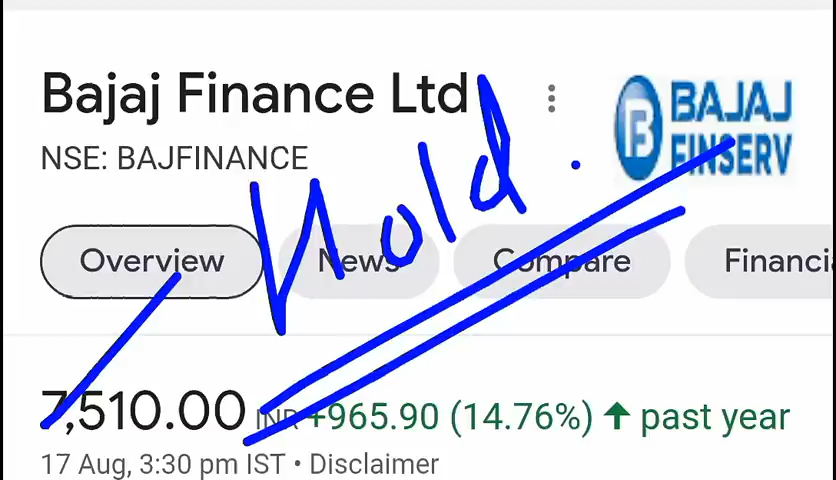 Bajaj Finance Ltd
BAJAJ
FINSERV
NSE: BAJFINANCE
Hold.
Overview
News
Compare
Financi
7,510.00 INR +965.90 (14.76%) ↑ past year
17 Aug, 3:30 pm IST • Disclaimer